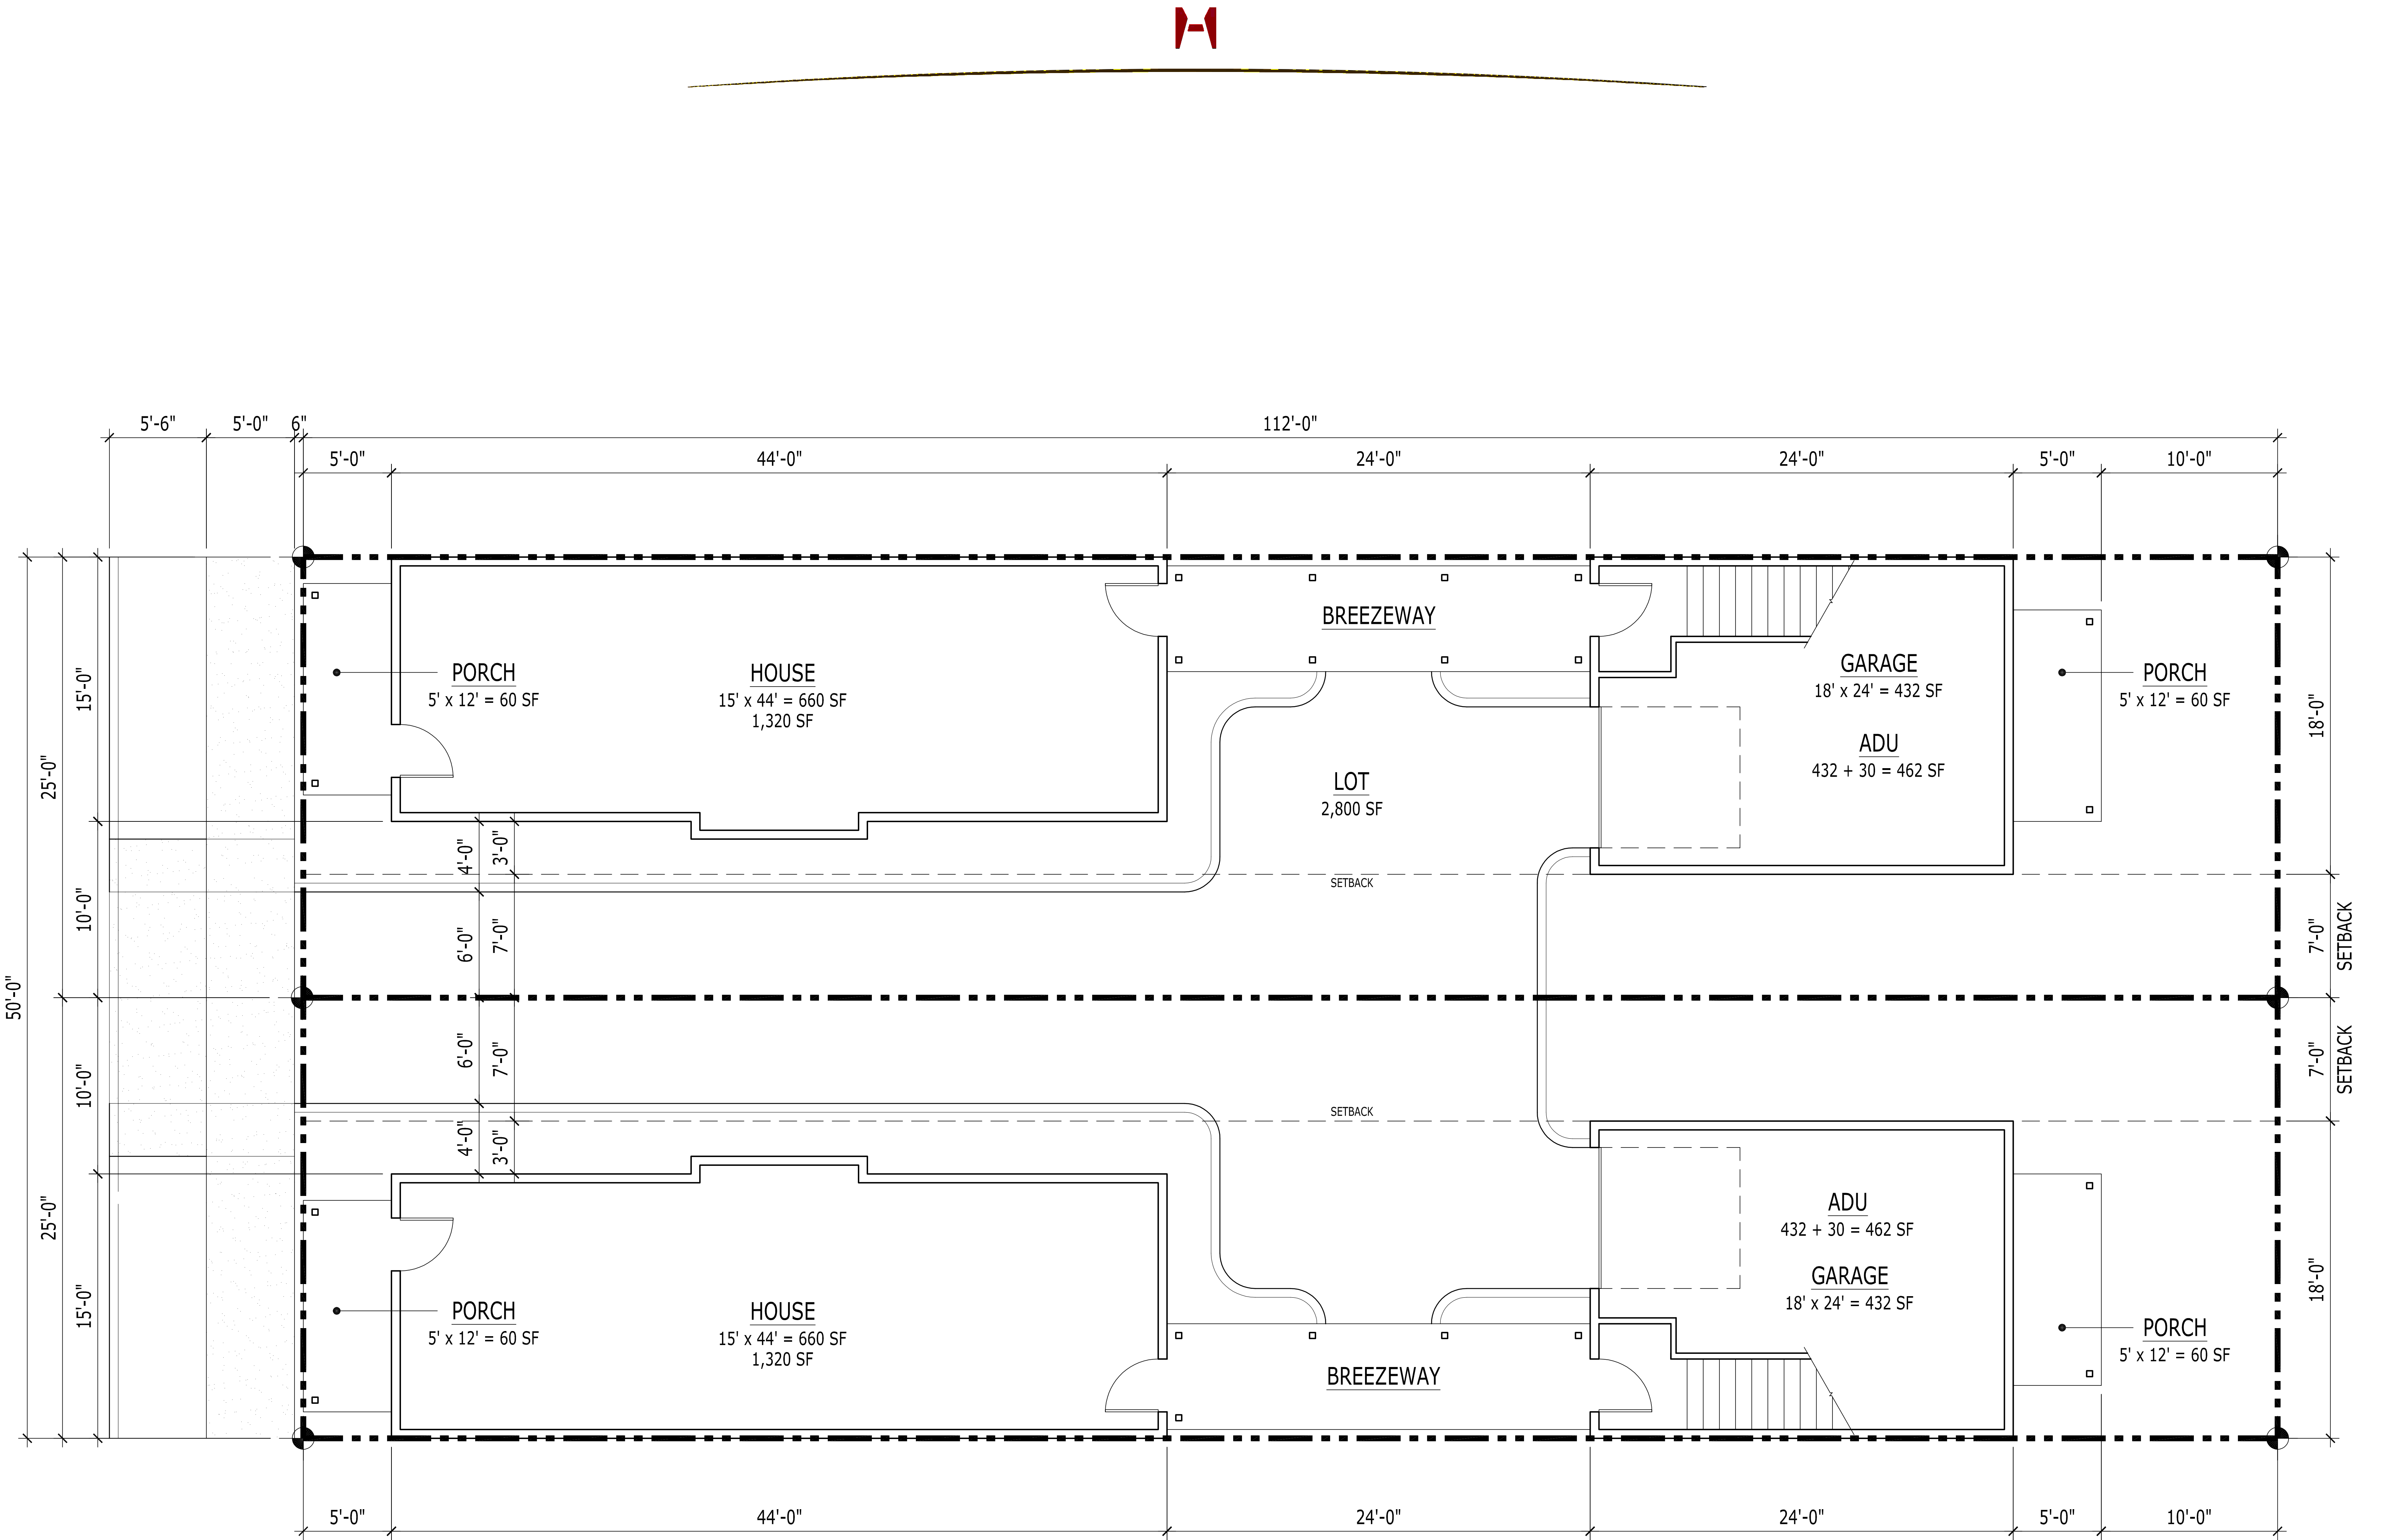 5'-6" 5'-0" 6" 112'-0"
5'-0" 44'-0" 24'-0" 24'-0" 5'-0" 10'-0"
50'-0"
25'-0"
25'-0"
15'-0"
10'-0"
10'-0"
15'-0"
PORCH
5' x 12' = 60 SF
HOUSE
15' x 44' = 660 SF
1,320 SF
BREEZEWAY
GARAGE
18' x 24' = 432 SF
ADU
432 + 30 = 462 SF
PORCH
5' x 12' = 60 SF
LOT
2,800 SF
18'-0"
4'-0" 3'-0"
SETBACK
6'-0" 7'-0"
7'-0"
SETBACK
6'-0" 7'-0"
7'-0"
SETBACK
SETBACK
4'-0" 3'-0"
PORCH
5' x 12' = 60 SF
HOUSE
15' x 44' = 660 SF
1,320 SF
BREEZEWAY
ADU
432 + 30 = 462 SF
GARAGE
18' x 24' = 432 SF
PORCH
5' x 12' = 60 SF
18'-0"
5'-0" 44'-0" 24'-0" 24'-0" 5'-0" 10'-0"